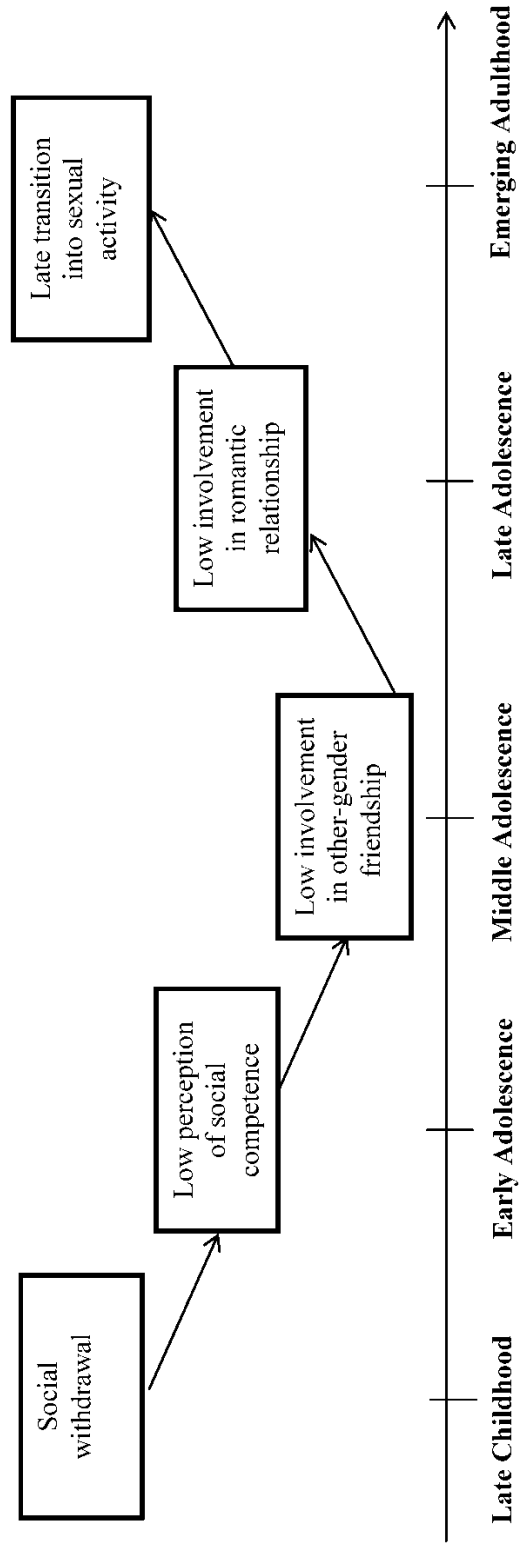 Social
withdrawal
Low perception
of social
competence
Low involvement
in other-gender
friendship
Low involvement
in romantic
relationship
Late transition
into sexual
activity
Late Childhood
Early Adolescence
Middle Adolescence
Late Adolescence
Emerging Adulthood